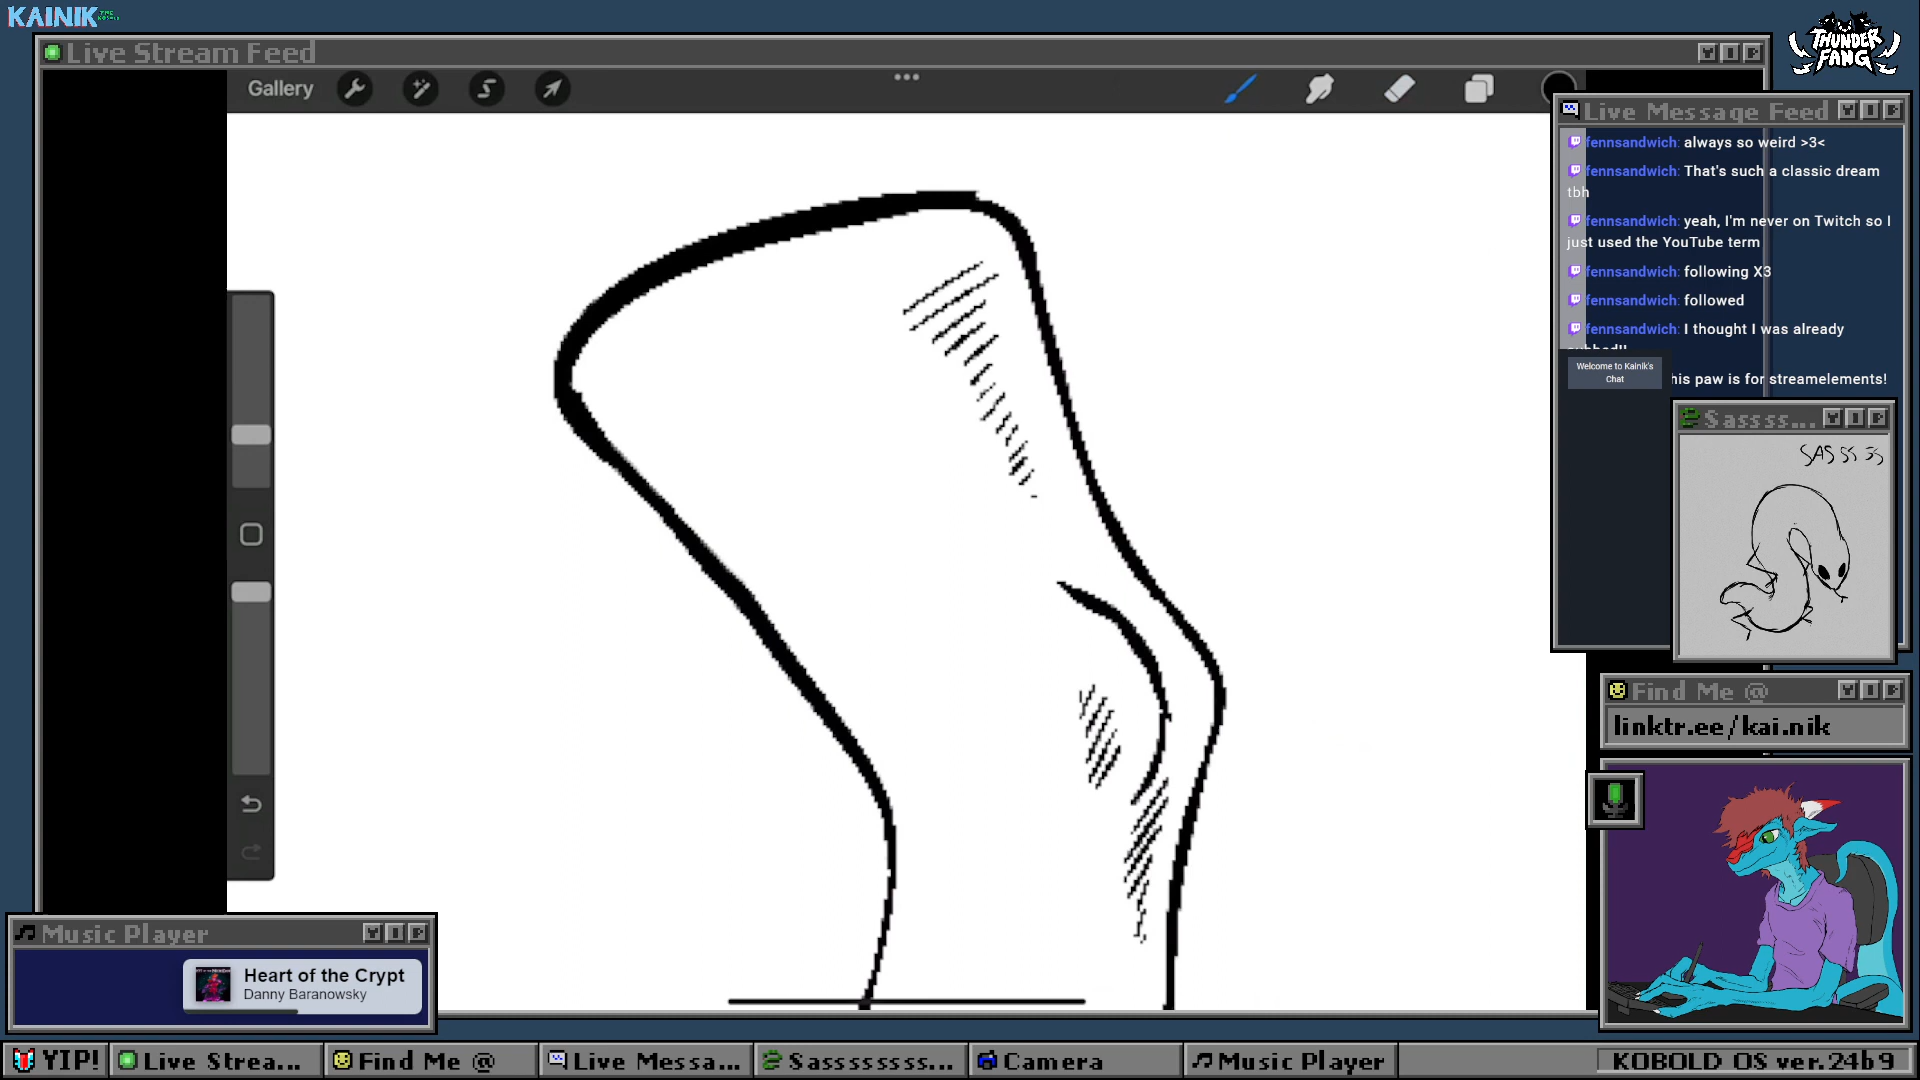 KAINIK
THUNDER
FANG
Live Stream Feed
Gallery
Live Message Feed
fennsandwich: always so weird >3<
fennsandwich: That's such a classic dream
tbh
fennsandwich: yeah, I'm never on Twitch so I
just used the YouTube term
fennsandwich: following X3
fennsandwich: followed
fennsandwich: I thought I was already
Welcome to Kainik's
Chat
his paw is for streamelements!
Sassss...
SASSSSS
Find Me @
linktr.ee/kai.nik
Music Player
Heart of the Crypt
Danny Baranowsky
YIP!
Live Strea...
Find Me @
Live Messa...
Sassssssss...
Camera
Music Player
KOBOLD OS ver.24b9